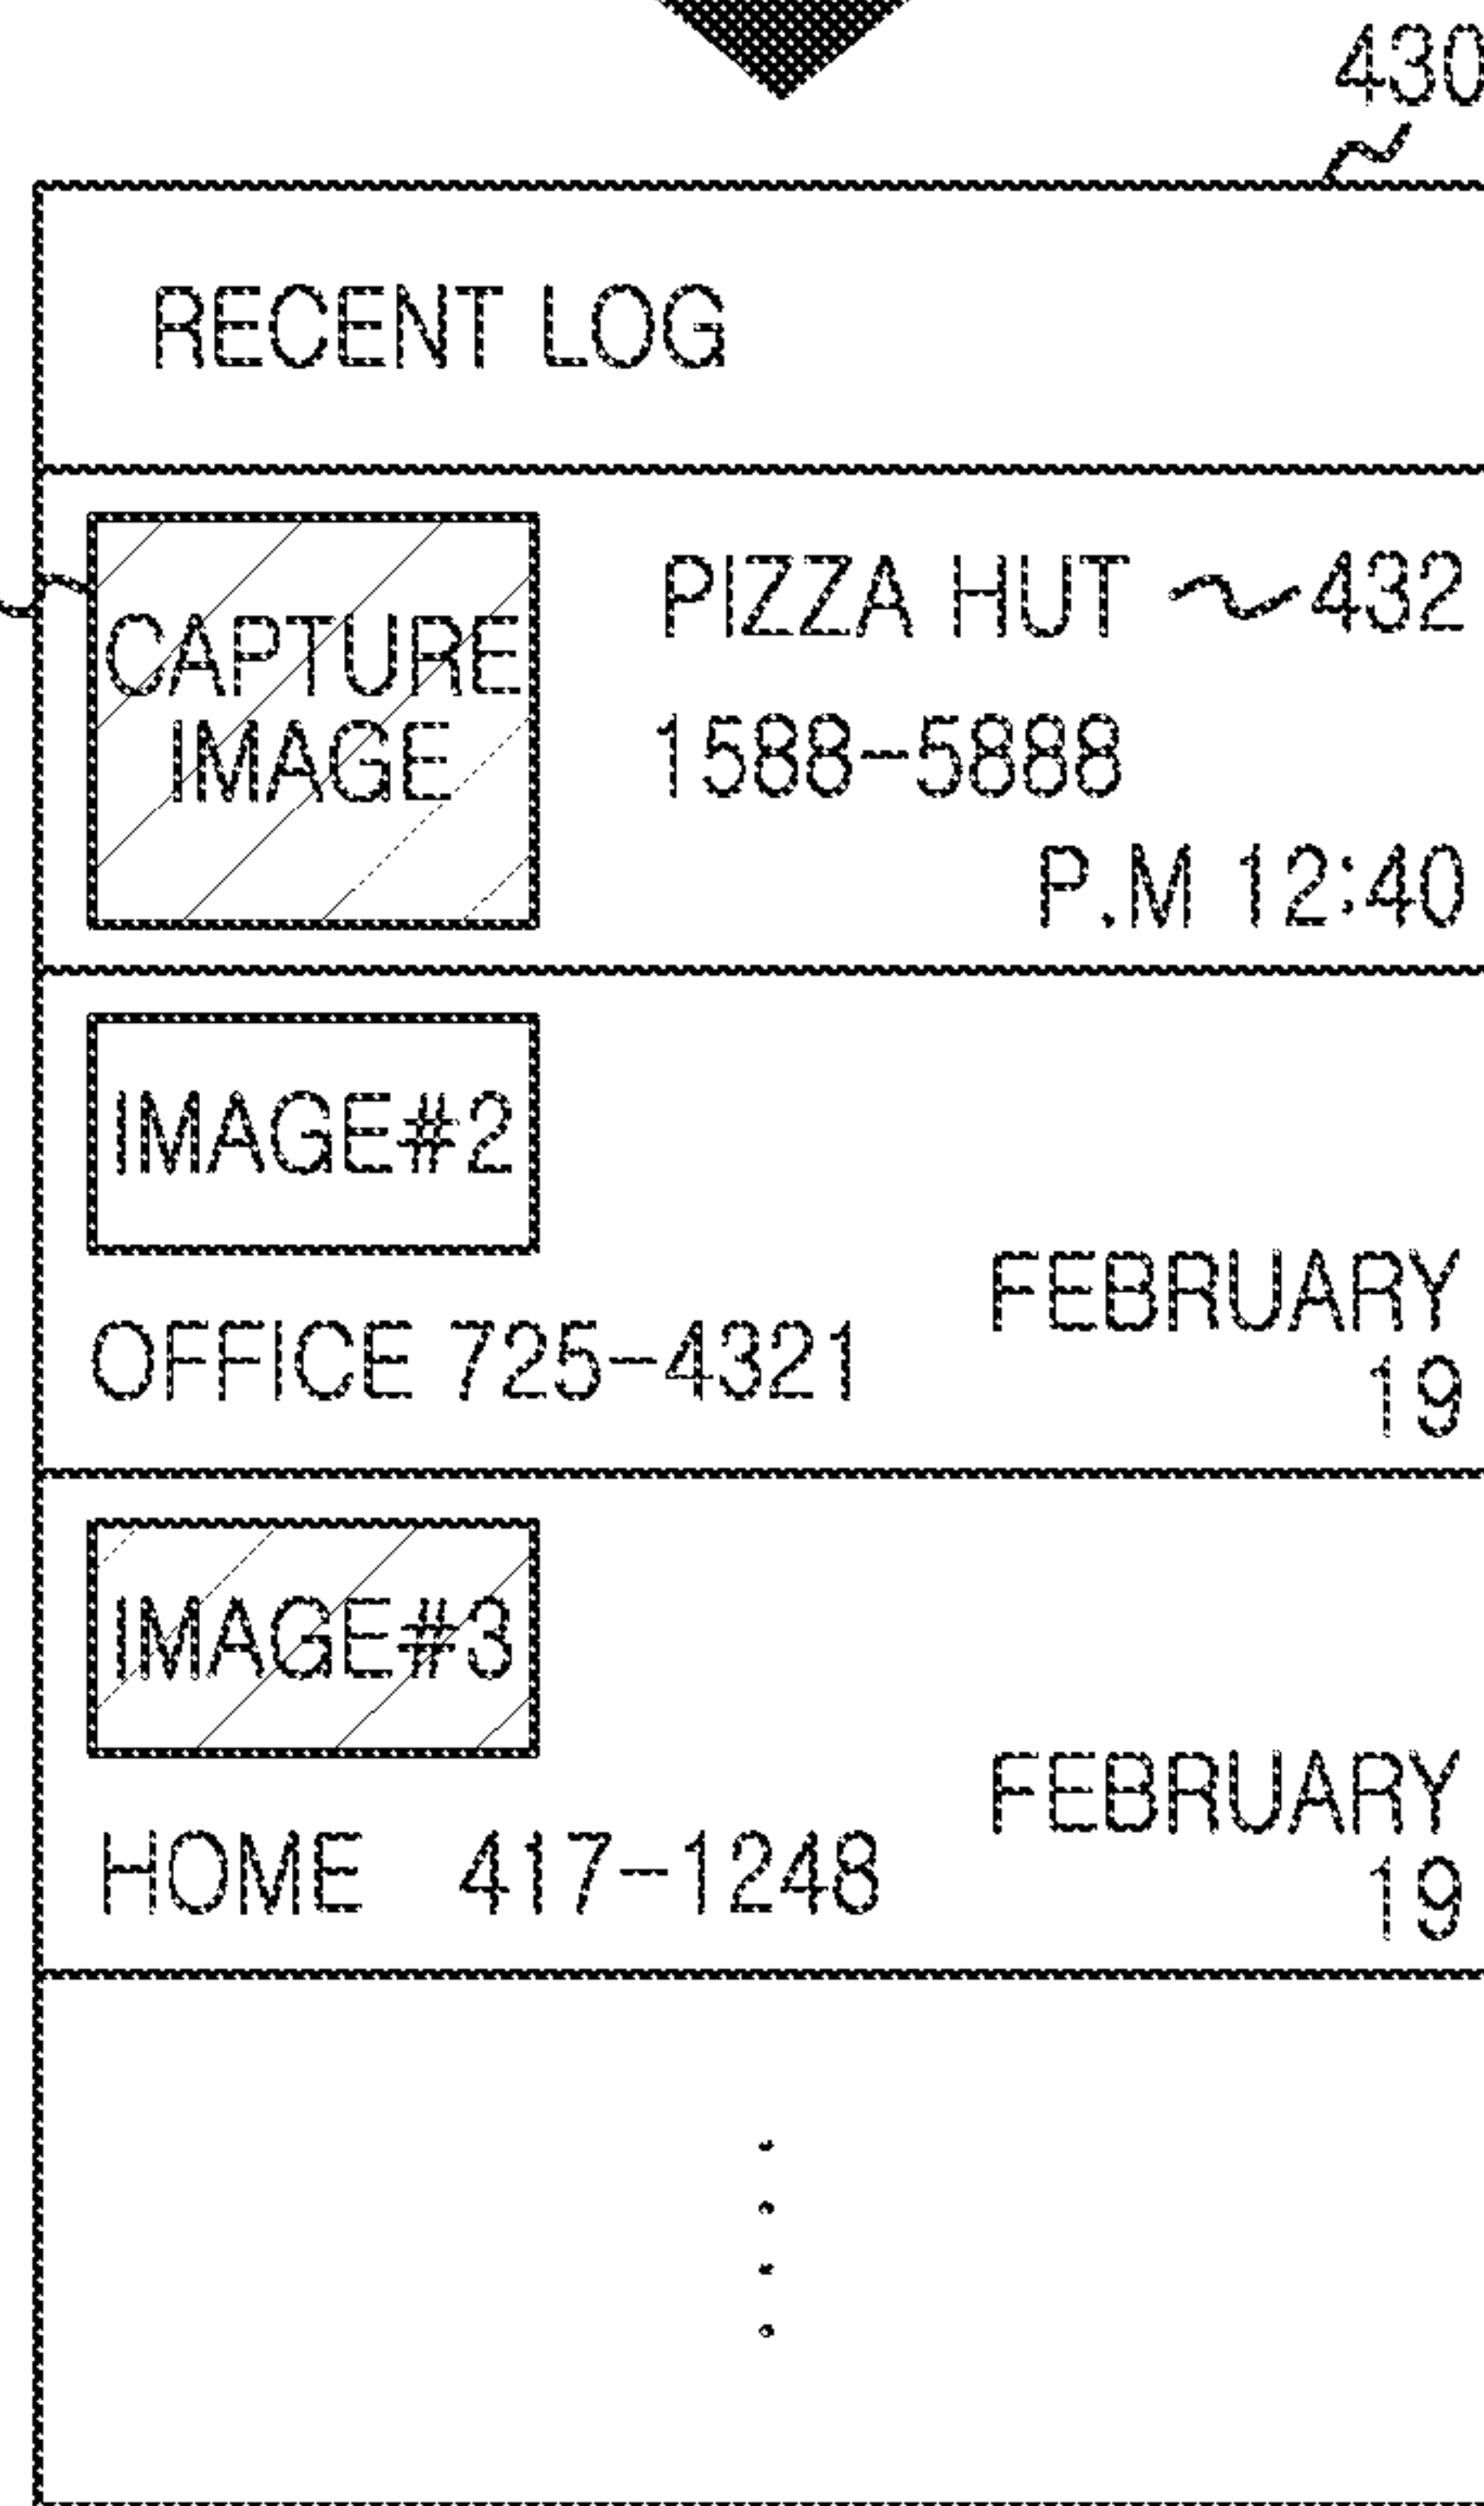 430
RECENT LOG
CAPTURE
IMAGE
PIZZA HUT 432
1588-5888
P.M 12:40
IMAGE#2
OFFICE 725-4321
FEBRUARY
19
IMAGE#3
HOME 417-1248
FEBRUARY
19